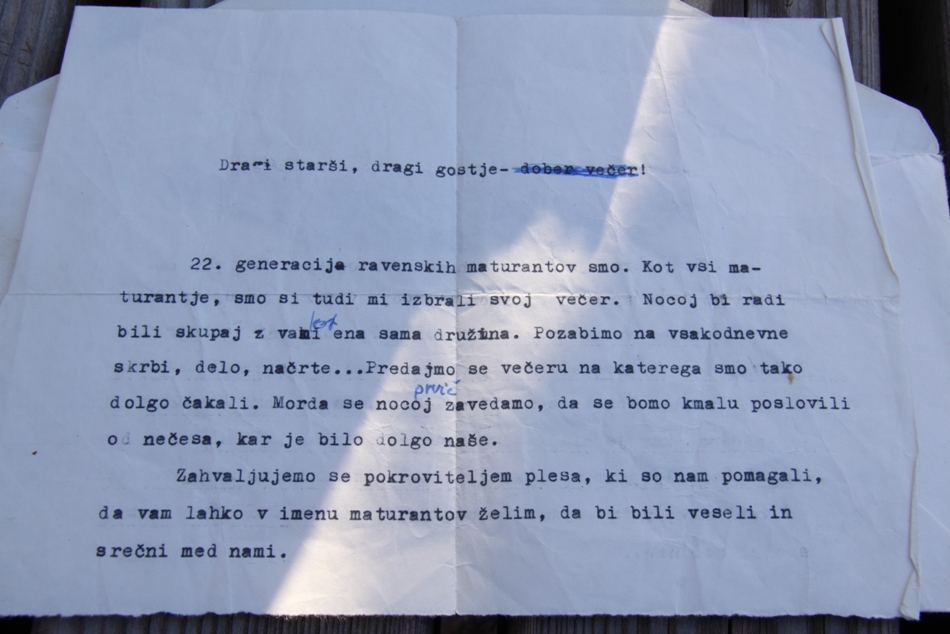 Dragi starši, dragi gostje- dober večer!
22. generacija ravenskih maturantov smo. Kot vsi ma-
turantje, smo si tudi mi izbrali svoj večer. Nocoj bi radi
bili skupaj z vami kot ena sama družina. Pozabimo na vsakodnevne
skrbi, delo, načrte...Predajmo se večeru na katerega smo tako
dolgo čakali. Morda se nocoj prvič zavedamo, da se bomo kmalu poslovili
od nečesa, kar je bilo dolgo naše.
Zahvaljujemo se pokroviteljem plesa, ki so nam pomagali,
da vam lahko v imenu maturantov želim, da bi bili veseli in
srečni med nami.